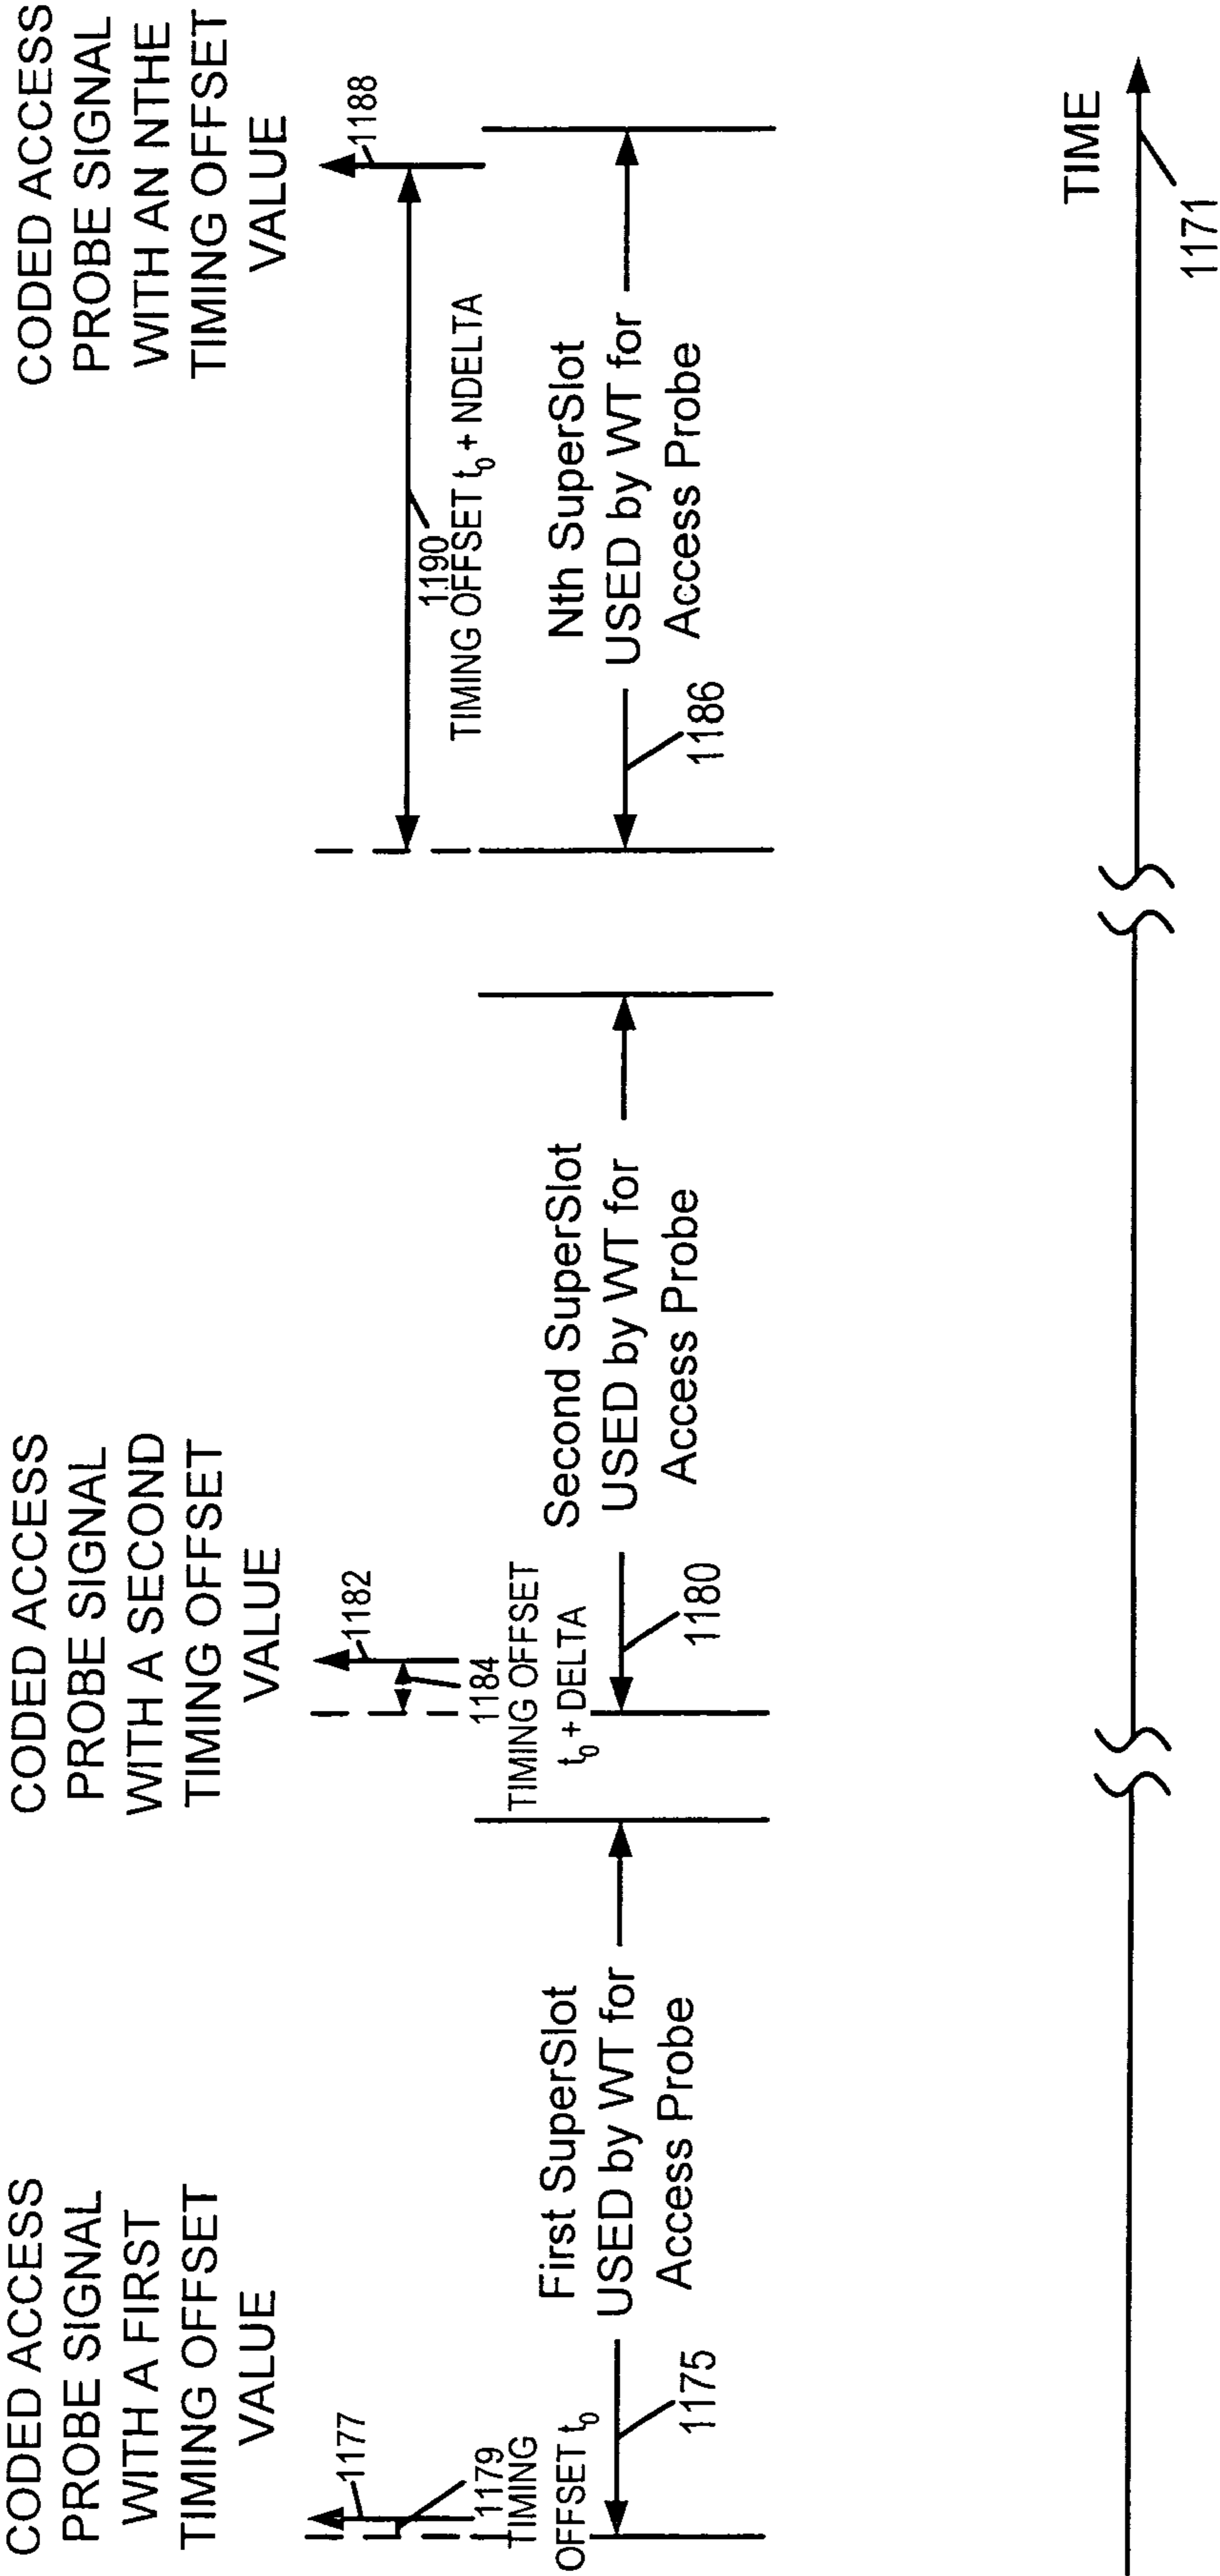 CODED ACCESS
PROBE SIGNAL
WITH A FIRST
TIMING OFFSET
VALUE
1177
1179
TIMING
OFFSET t0
First SuperSlot
USED by WT for
Access Probe
1175
CODED ACCESS
PROBE SIGNAL
WITH A SECOND
TIMING OFFSET
VALUE
1182
1184
TIMING OFFSET
t0 + DELTA
Second SuperSlot
USED by WT for
Access Probe
1180
CODED ACCESS
PROBE SIGNAL
WITH AN NTHE
TIMING OFFSET
VALUE
1188
1190
TIMING OFFSET t0 + NDELTA
Nth SuperSlot
USED by WT for
Access Probe
1186
TIME
1171